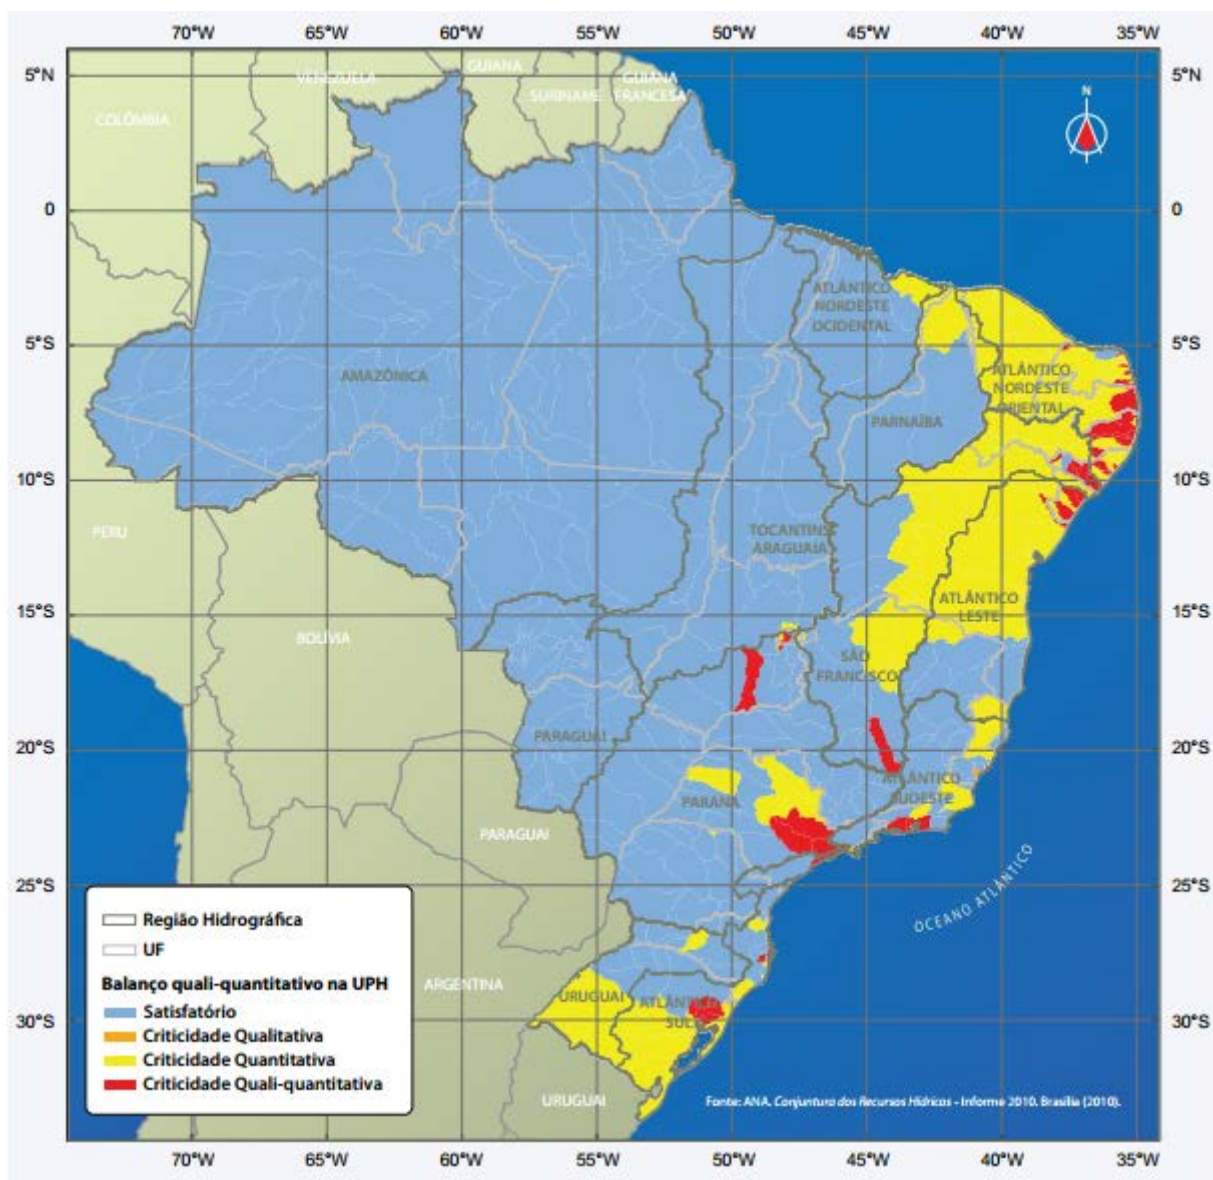 70°W 65°W 60°W 55°W 50°W 45°W 40°W 35°W
5°N 5°N
VENEZUELA
GUIANA
SURINAME
GUIANA
FRANCESA
COLÔMBIA
N
0 0
ATLÂNTICO
NORDESTE
OCIDENTAL
5°S 5°S
AMAZÔNICA
ATLÂNTICO
NORDESTE
ORIENTAL
PARNAÍBA
10°S 10°S
PERU
TOCANTINS
ARAGUAIA
ATLÂNTICO
LESTE
15°S 15°S
BOLÍVIA
SÃO
FRANCISCO
PARAGUAI
20°S 20°S
ATLÂNTICO
SUDESTE
PARANÁ
PARAGUAI
25°S 25°S
OCEANO ATLÂNTICO
Região Hidrográfica
UF
Balanço quali-quantitativo na UPH
Satisfatório
Criticidade Qualitativa
Criticidade Quantitativa
Criticidade Quali-quantitativa
ARGENTINA
URUGUAI
ATLÂNTICO
SUL
30°S 30°S
URUGUAI
Fonte: ANA. Conjuntura dos Recursos Hídricos - Informe 2010. Brasília (2010).
70°W 65°W 60°W 55°W 50°W 45°W 40°W 35°W